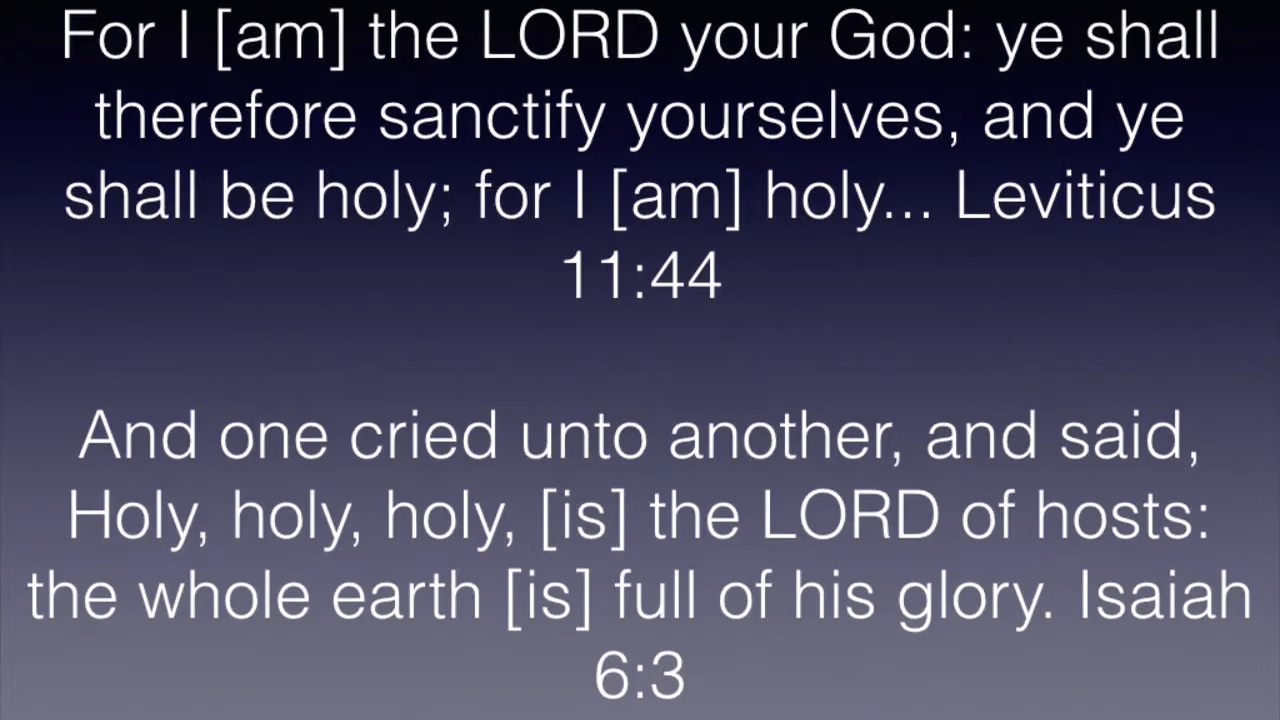 For I [am] the LORD your God: ye shall
therefore sanctify yourselves, and ye
shall be holy; for I [am] holy... Leviticus
11:44
And one cried unto another, and said,
Holy, holy, holy, [is] the LORD of hosts:
the whole earth [is] full of his glory. Isaiah
6:3